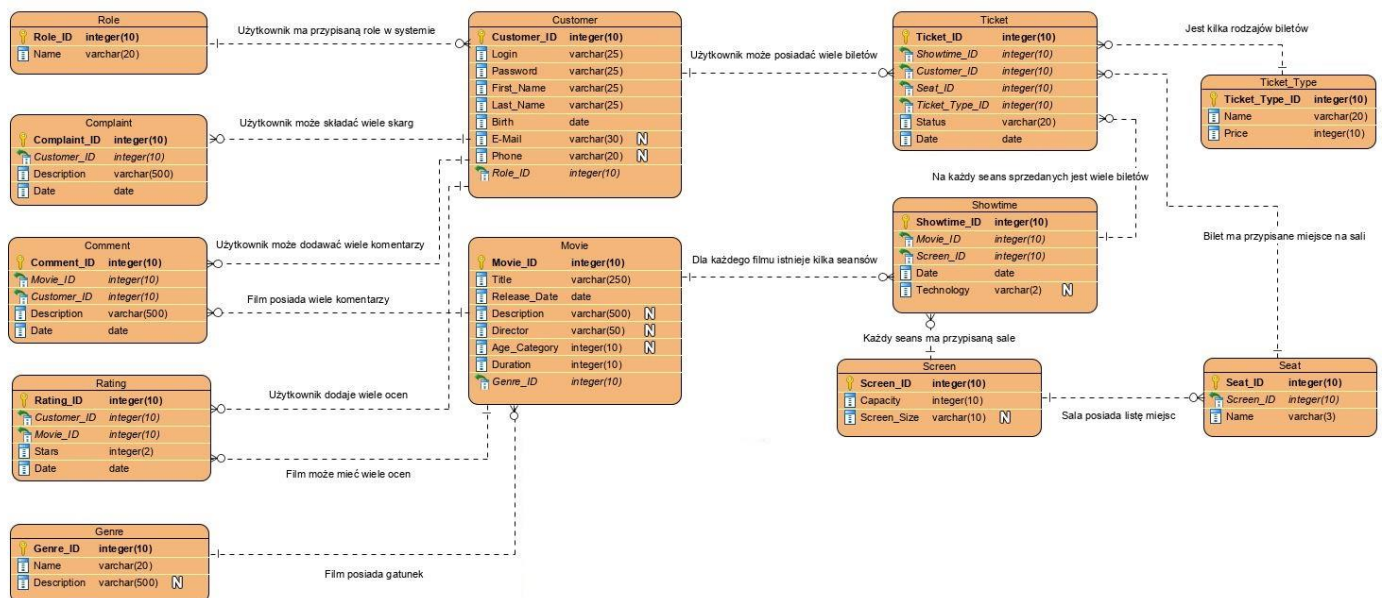 Role
Role_ID integer(10)
Name varchar(20)
Użytkownik ma przypisaną role w systemie
Customer
Customer_ID integer(10)
Login varchar(25)
Password varchar(25)
First_Name varchar(25)
Last_Name varchar(25)
Birth date
E-Mail varchar(30) N
Phone varchar(20) N
Role_ID integer(10)
Użytkownik może posiadać wiele biletów
Ticket
Ticket_ID integer(10)
Showtime_ID integer(10)
Customer_ID integer(10)
Seat_ID integer(10)
Ticket_Type_ID integer(10)
Status varchar(20)
Date date
Jest kilka rodzajów biletów
Ticket_Type
Ticket_Type_ID integer(10)
Name varchar(20)
Price integer(10)
Complaint
Complaint_ID integer(10)
Customer_ID integer(10)
Description varchar(500)
Date date
Użytkownik może składać wiele skarg
Na każdy seans sprzedanych jest wiele biletów
Comment
Comment_ID integer(10)
Movie_ID integer(10)
Customer_ID integer(10)
Description varchar(500)
Date date
Użytkownik może dodawać wiele komentarzy
Film posiada wiele komentarzy
Movie
Movie_ID integer(10)
Title varchar(250)
Release_Date date
Description varchar(500) N
Director varchar(50) N
Age_Category integer(10) N
Duration integer(10)
Genre_ID integer(10)
Dla każdego filmu istnieje kilka seansów
Showtime
Showtime_ID integer(10)
Movie_ID integer(10)
Screen_ID integer(10)
Date date
Technology varchar(2) N
Bilet ma przypisane miejsce na sali
Każdy seans ma przypisaną sale
Rating
Rating_ID integer(10)
Customer_ID integer(10)
Movie_ID integer(10)
Stars integer(2)
Date date
Użytkownik dodaje wiele ocen
Film może mieć wiele ocen
Screen
Screen_ID integer(10)
Capacity integer(10)
Screen_Size varchar(10) N
Sala posiada listę miejsc
Seat
Seat_ID integer(10)
Screen_ID integer(10)
Name varchar(3)
Genre
Genre_ID integer(10)
Name varchar(20)
Description varchar(500) N
Film posiada gatunek